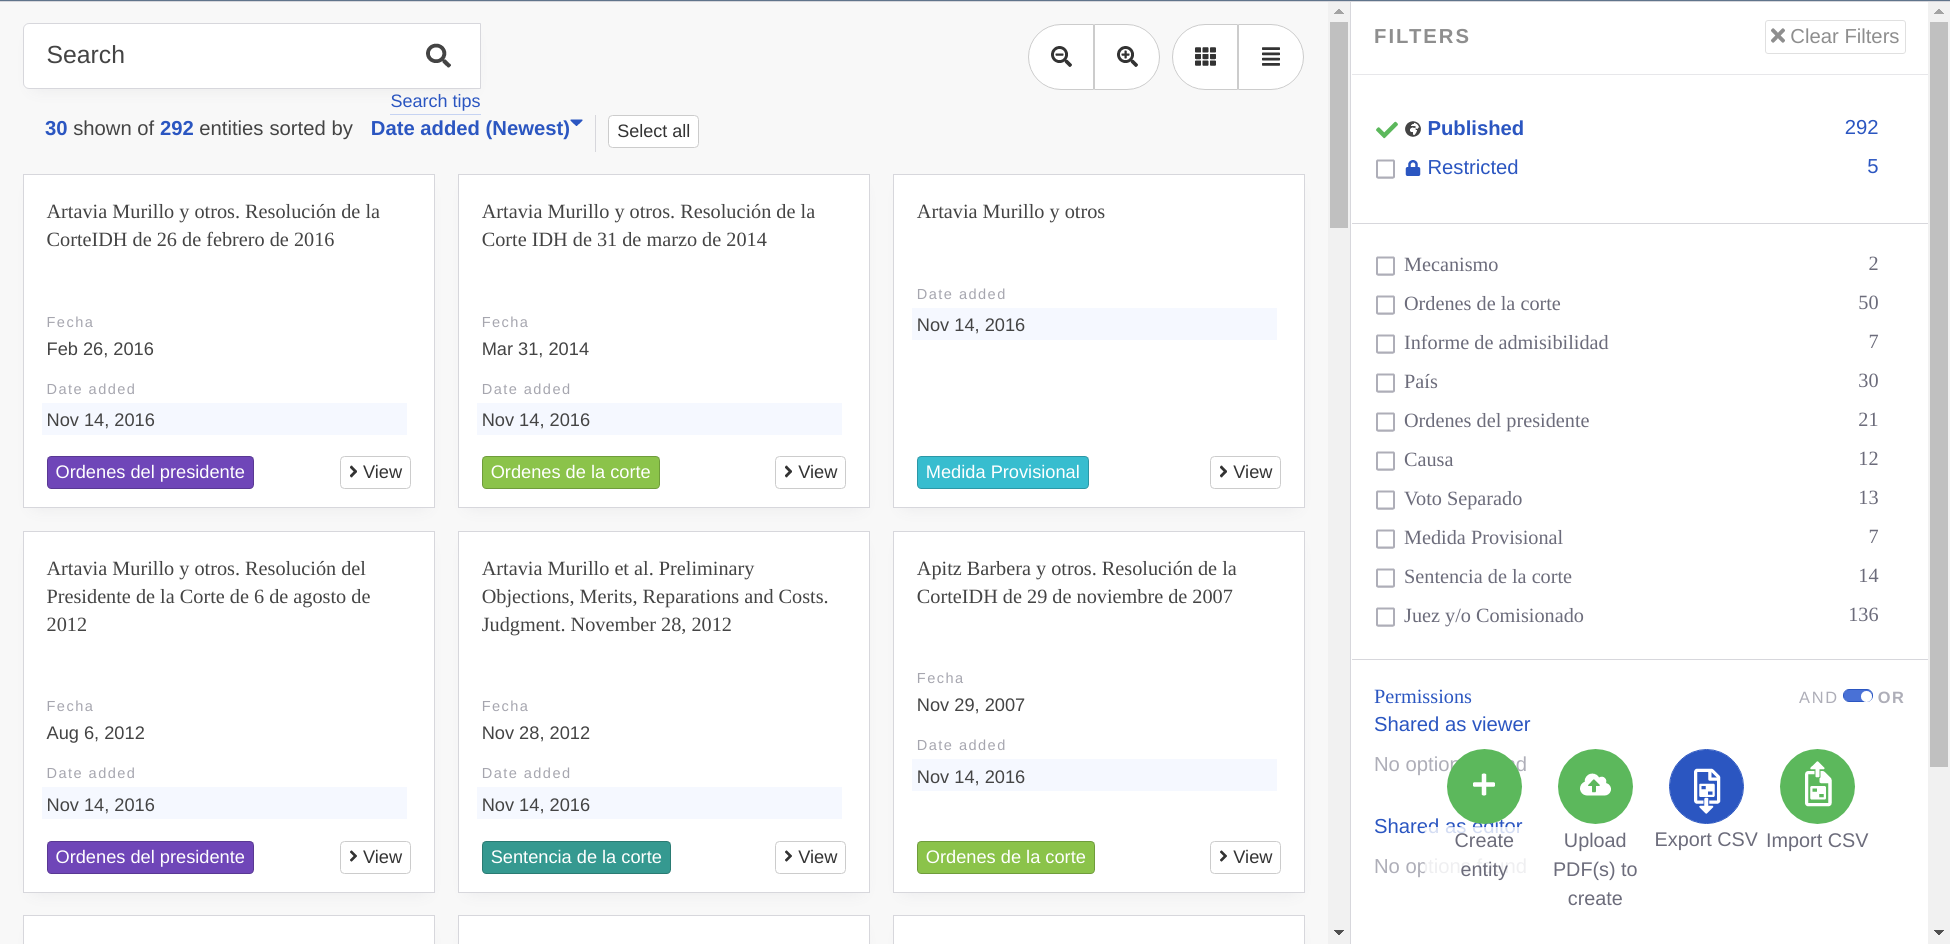 Search
Search tips
30 shown of 292 entities sorted by Date added (Newest) Select all
Artavia Murillo y otros. Resolución de la
CorteIDH de 26 de febrero de 2016
Fecha
Feb 26, 2016
Date added
Nov 14, 2016
Ordenes del presidente
View
Artavia Murillo y otros. Resolución de la
Corte IDH de 31 de marzo de 2014
Fecha
Mar 31, 2014
Date added
Nov 14, 2016
Ordenes de la corte
View
Artavia Murillo y otros
Date added
Nov 14, 2016
Medida Provisional
View
Artavia Murillo y otros. Resolución del
Presidente de la Corte de 6 de agosto de
2012
Fecha
Aug 6, 2012
Date added
Nov 14, 2016
Ordenes del presidente
View
Artavia Murillo et al. Preliminary
Objections, Merits, Reparations and Costs.
Judgment. November 28, 2012
Fecha
Nov 28, 2012
Date added
Nov 14, 2016
Sentencia de la corte
View
Apitz Barbera y otros. Resolución de la
CorteIDH de 29 de noviembre de 2007
Fecha
Nov 29, 2007
Date added
Nov 14, 2016
Ordenes de la corte
View
FILTERS
Clear Filters
Published 292
Restricted 5
Mecanismo 2
Ordenes de la corte 50
Informe de admisibilidad 7
País 30
Ordenes del presidente 21
Causa 12
Voto Separado 13
Medida Provisional 7
Sentencia de la corte 14
Juez y/o Comisionado 136
Permissions
AND OR
Shared as viewer
No option
Shared as editor
No options found
Create
entity
Upload
PDF(s) to
create
Export CSV
Import CSV